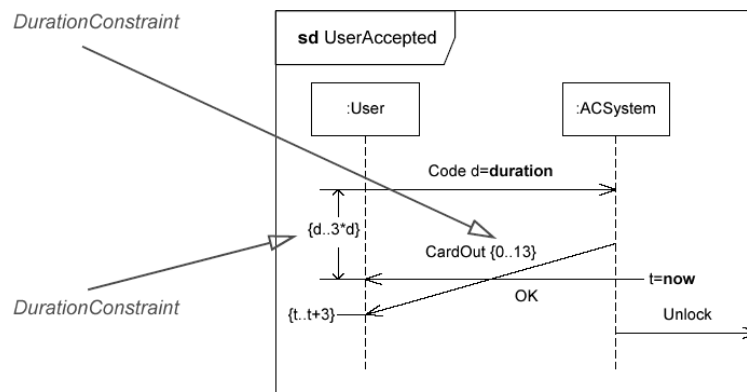 DurationConstraint
sd UserAccepted
:User
:ACSystem
Code d=duration
{d..3*d}
CardOut {0..13}
t=now
OK
DurationConstraint
{t..t+3}
Unlock